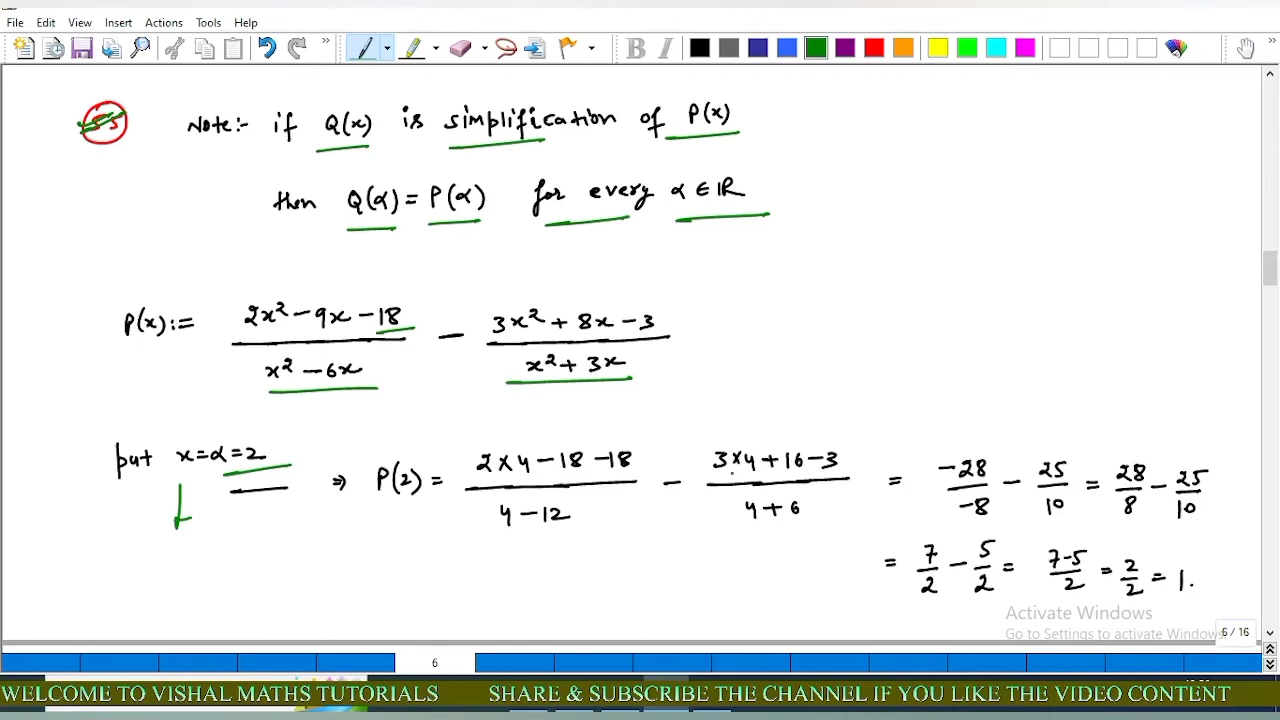 File Edit View Insert Actions Tools Help
Note:- if Q(x) is simplification of P(x)
then Q(α) = P(α) for every α ∈ IR
P(x) := (2x² - 9x - 18)/(x² - 6x) - (3x² + 8x - 3)/(x² + 3x)
put x=α=2 ⇒ P(2) = (2×4-18-18)/(4-12) - (3×4+16-3)/(4+6) = -28/-8 - 25/10 = 28/8 - 25/10
= 7/2 - 5/2 = (7-5)/2 = 2/2 = 1.
Activate Windows
Go to Settings to activate Windows.
6 / 16
6
WELCOME TO VISHAL MATHS TUTORIALS SHARE & SUBSCRIBE THE CHANNEL IF YOU LIKE THE VIDEO CONTENT